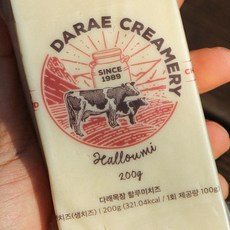 DARAE CREAMERY
SINCE
1989
Halloumi
200g
다래목장 할루미치즈
치즈(생치즈) | 200g (321.04kcal / 1회 제공량 100g)